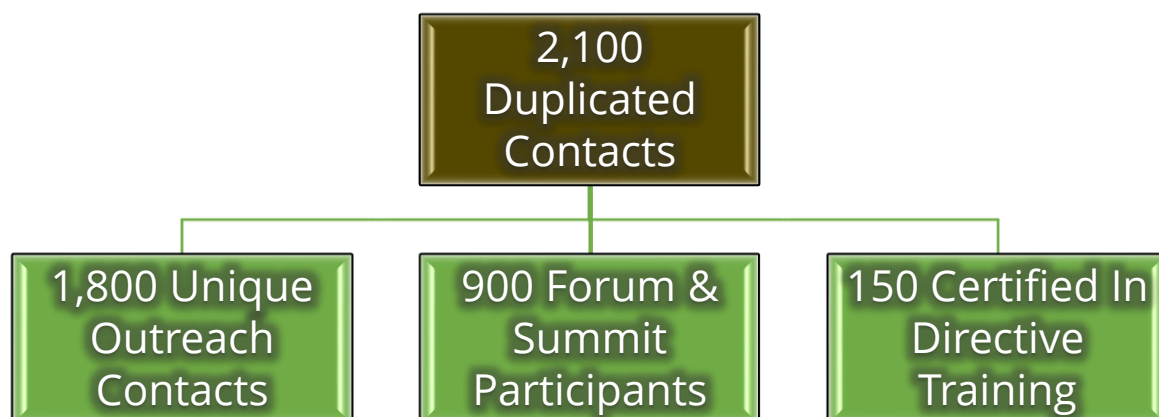 2,100
Duplicated
Contacts
1,800 Unique
Outreach
Contacts
900 Forum &
Summit
Participants
150 Certified In
Directive
Training